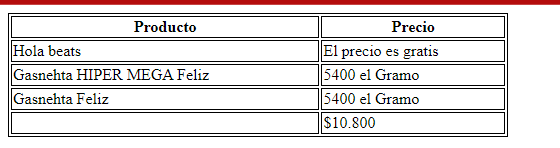 Producto Precio
Hola beats El precio es gratis
Gasnehta HIPER MEGA Feliz 5400 el Gramo
Gasnehta Feliz 5400 el Gramo
$10.800